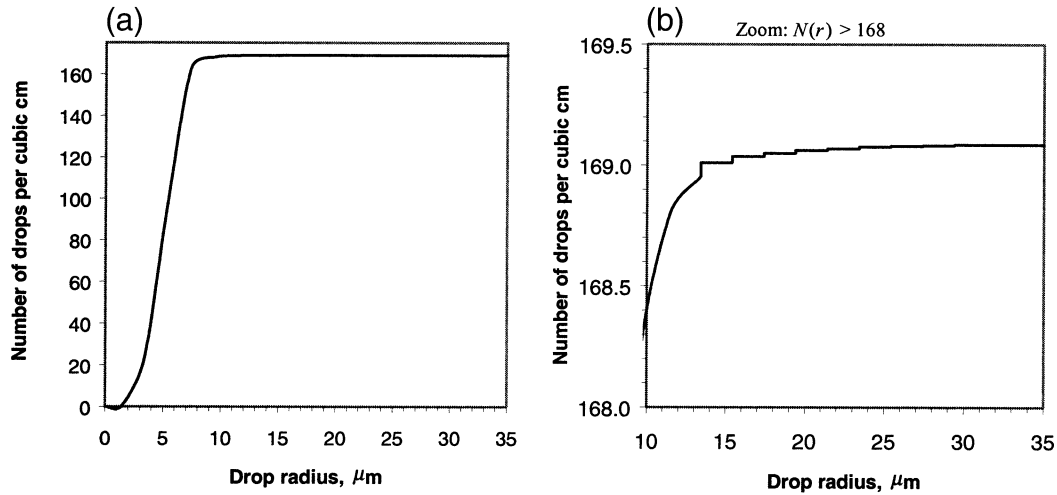 (a)
Number of drops per cubic cm
160
140
120
100
80
60
40
20
0
0 5 10 15 20 25 30 35
Drop radius, μm
(b)
Zoom: N(r) > 168
Number of drops per cubic cm
169.5
169.0
168.5
168.0
10 15 20 25 30 35
Drop radius, μm